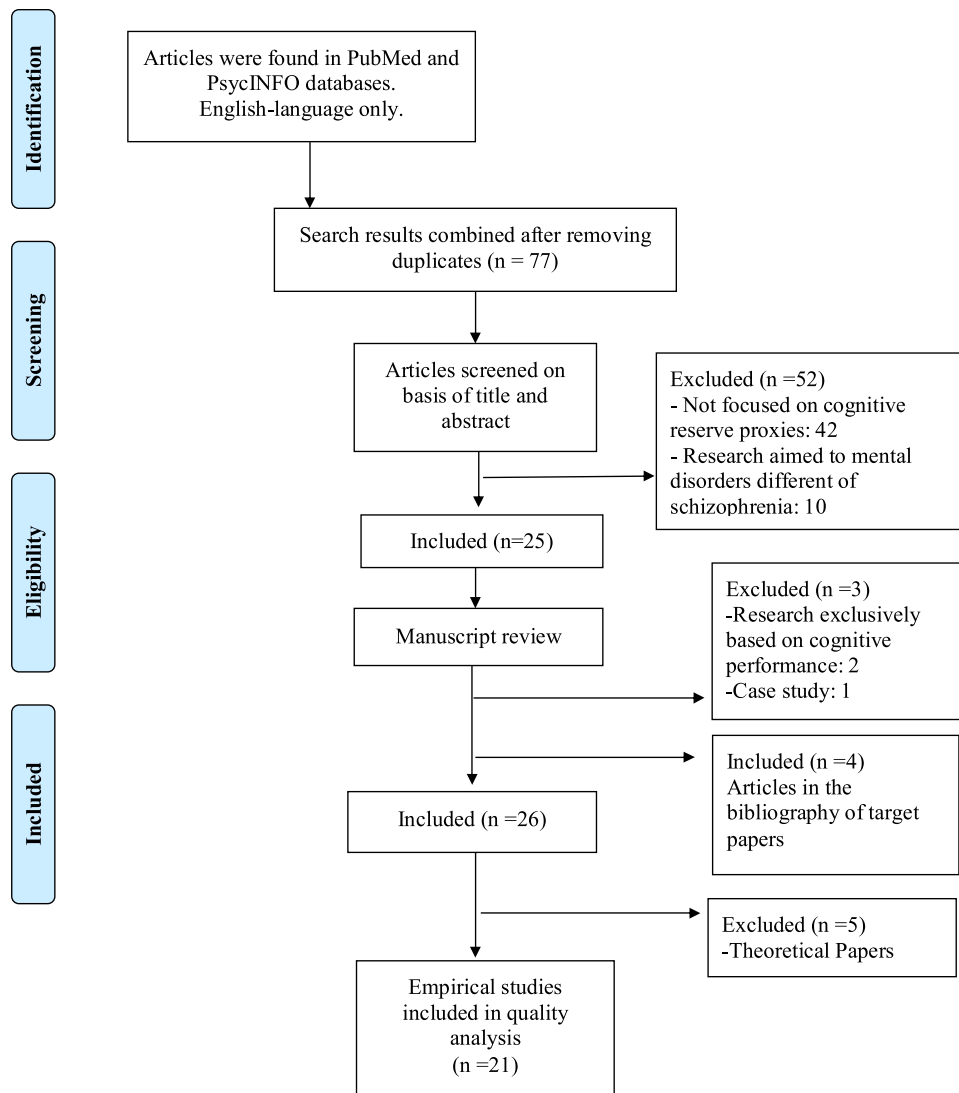 Identification
Articles were found in PubMed and
PsycINFO databases.
English-language only.
Search results combined after removing
duplicates (n = 77)
Screening
Articles screened on
basis of title and
abstract
Excluded (n =52)
- Not focused on cognitive
reserve proxies: 42
- Research aimed to mental
disorders different of
schizophrenia: 10
Eligibility
Included (n=25)
Manuscript review
Excluded (n =3)
-Research exclusively
based on cognitive
performance: 2
-Case study: 1
Included
Included (n =4)
Articles in the
bibliography of target
papers
Included (n =26)
Excluded (n =5)
-Theoretical Papers
Empirical studies
included in quality
analysis
(n =21)